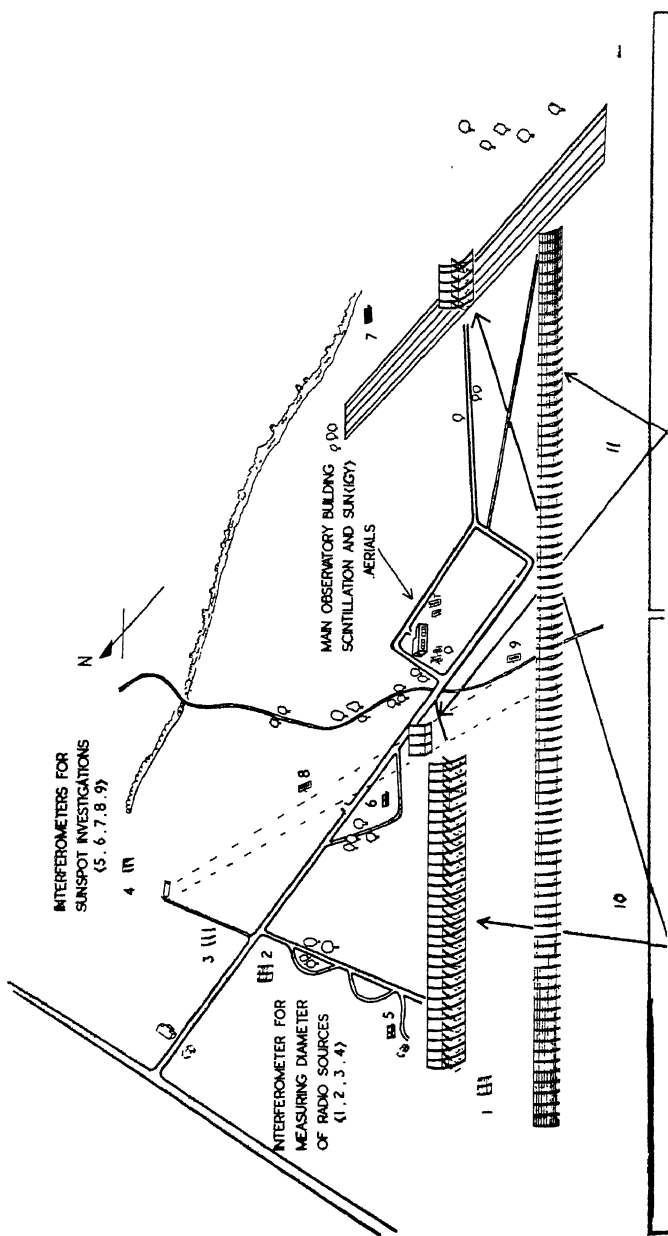 N
INTERFEROMETERS FOR
SUNSPOT INVESTIGATIONS
(5, 6, 7, 8, 9)
4
3
2
8
7
MAIN OBSERVATORY BUILDING
SCINTILLATION AND SUN(IGY)
AERIALS
6
9
INTERFEROMETER FOR
MEASURING DIAMETER
OF RADIO SOURCES
(1, 2, 3, 4)
5
1
10
11